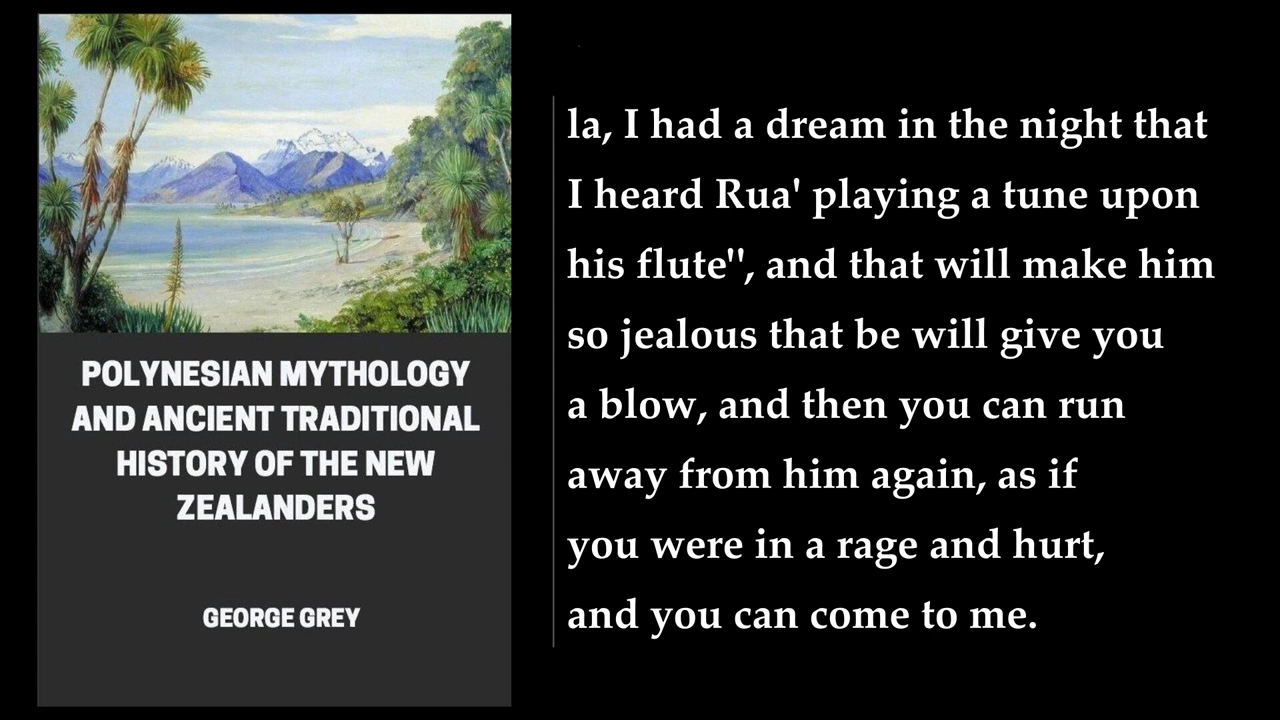 POLYNESIAN MYTHOLOGY
AND ANCIENT TRADITIONAL
HISTORY OF THE NEW
ZEALANDERS
GEORGE GREY
la, I had a dream in the night that
I heard Rua' playing a tune upon
his flute", and that will make him
so jealous that be will give you
a blow, and then you can run
away from him again, as if
you were in a rage and hurt,
and you can come to me.